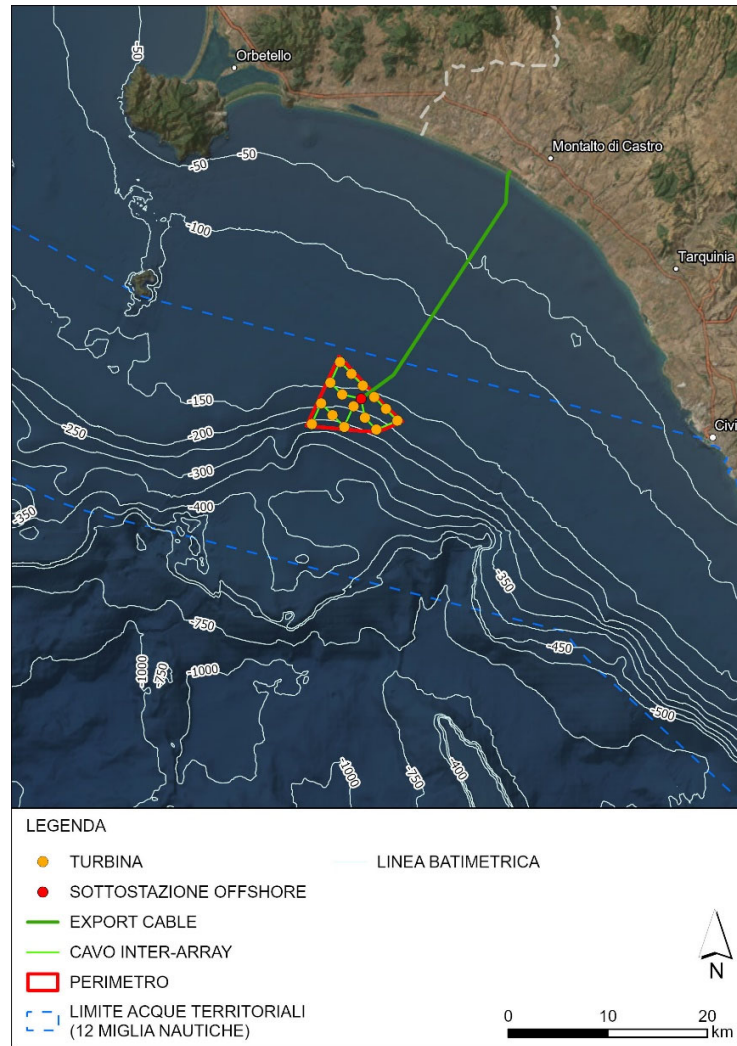 -50
Orbetello
Montalto di Castro
-50
-50
-100
Tarquinia
-150
-250
-200
Civi
-300
-400
-350
-350
-750
-450
-1000
-750
-1000
-500
-1000
-750
-400
LEGENDA
TURBINA
LINEA BATIMETRICA
SOTTOSTAZIONE OFFSHORE
EXPORT CABLE
CAVO INTER-ARRAY
PERIMETRO
LIMITE ACQUE TERRITORIALI
(12 MIGLIA NAUTICHE)
N
0 10 20
km